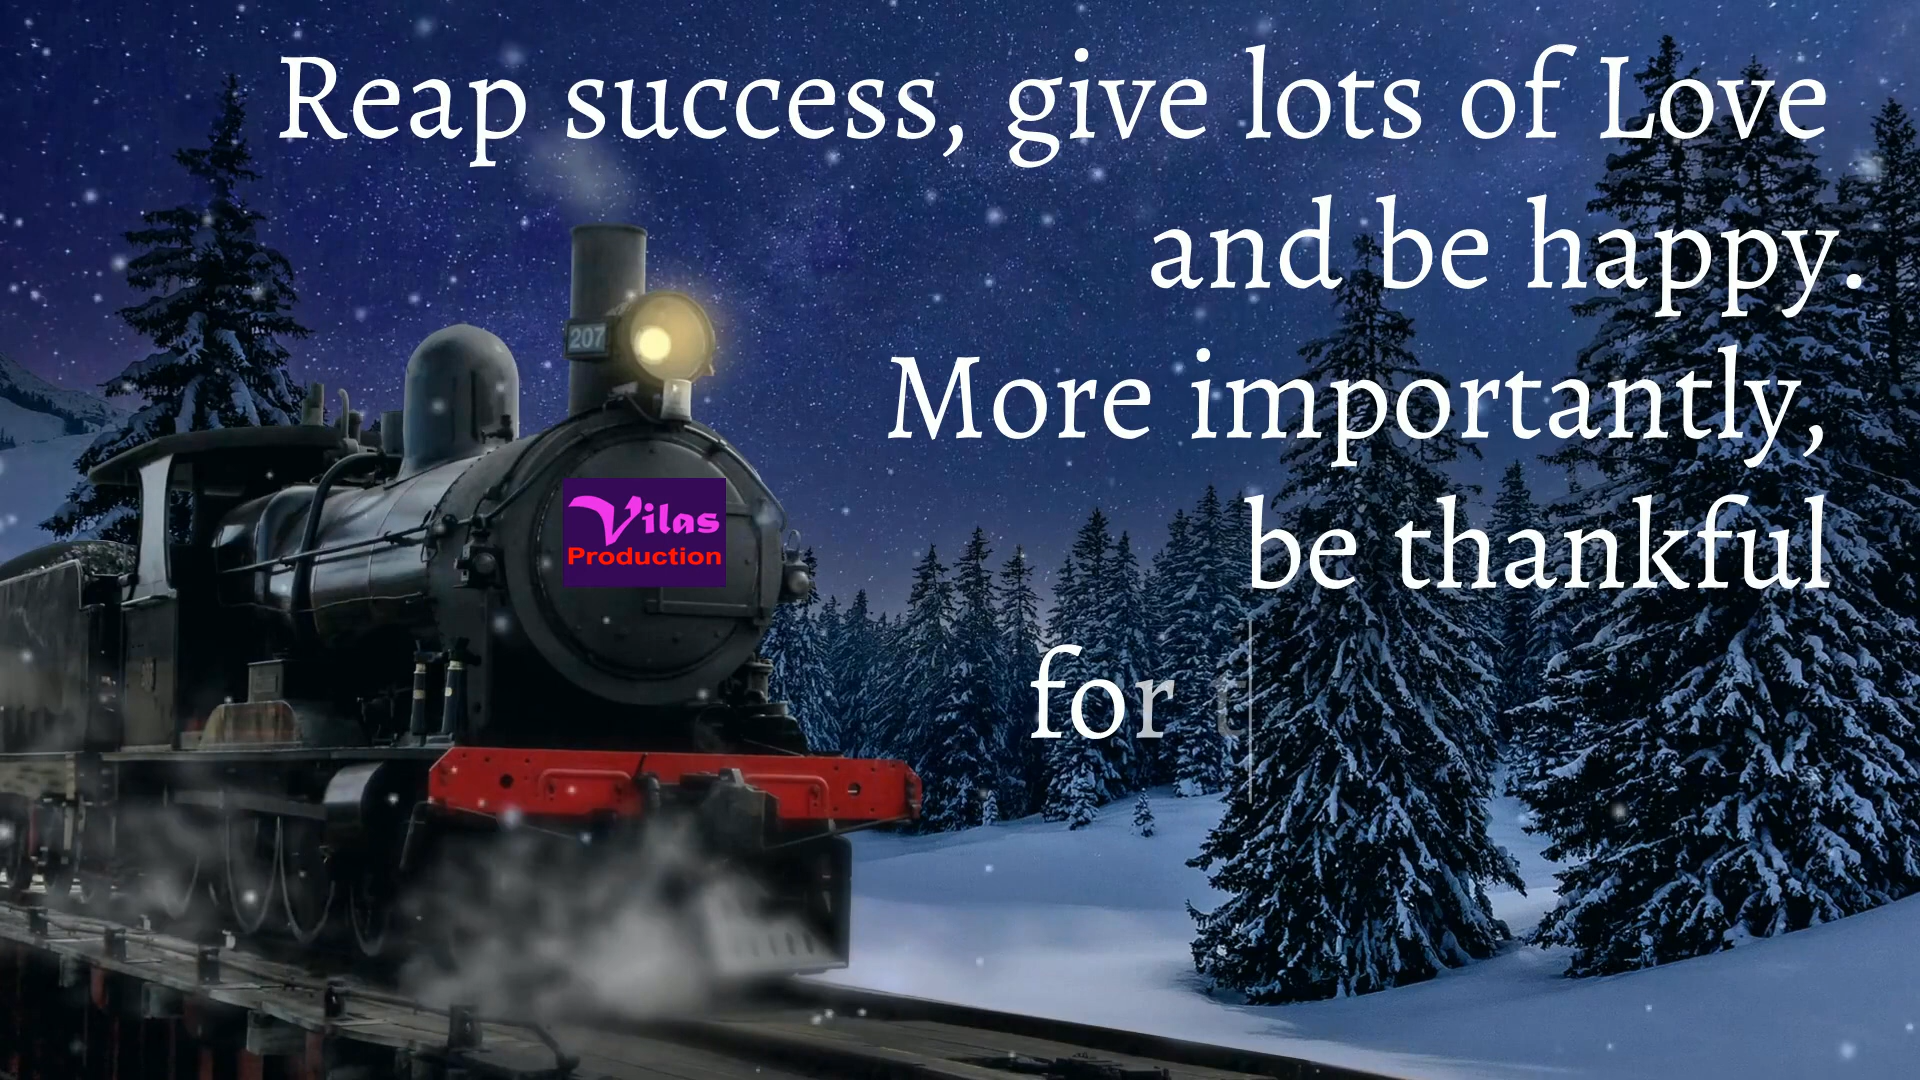 Reap success, give lots of Love
and be happy.
More importantly,
be thankful
for t
207
Vilas
Production